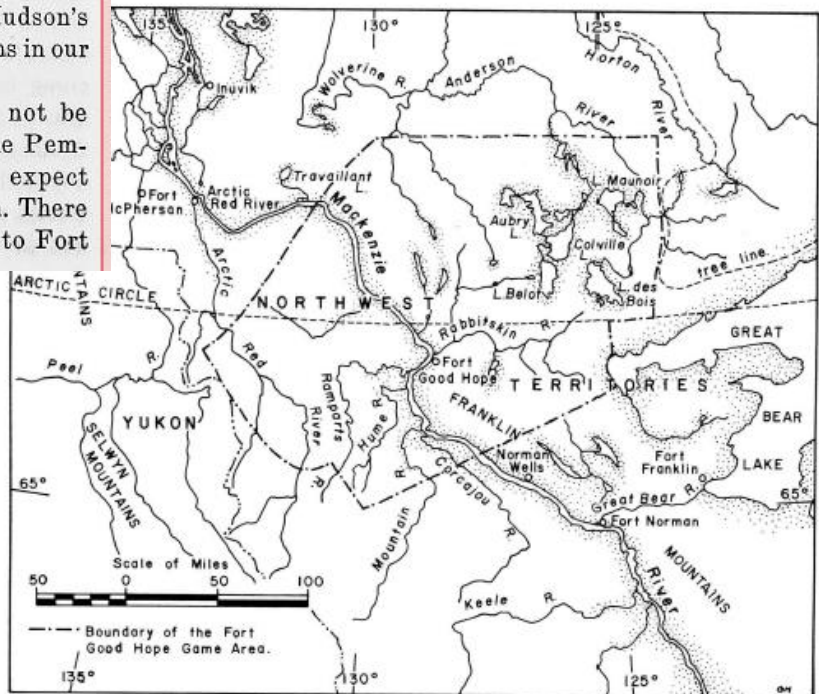 Hudson's
ns in our
not be
e Pem-
expect
. There
to Fort
135°
130°
125°
Inuvik
Wolverine R.
Anderson
River
Horton
River
Travaillant
L.
Fort
McPherson
Arctic
Red River
Mackenzie
L. Maunoir
Aubry
L.
Colville
L.
L. Belot
L. des
Bois
tree line
Arctic
Red
River
ARCTIC CIRCLE
NORTHWEST
TERRITORIES
Rabbitskin R.
GREAT
BEAR
LAKE
Fort
Good Hope
Peel
R.
YUKON
SELWYN
MOUNTAINS
Ramparts
R.
Hume R.
FRANKLIN
MOUNTAINS
Norman
Wells
Fort
Franklin
Great Bear R.
Fort Norman
65°
65°
Carcajou
R.
Mountain
R.
Keele R.
River
Scale of Miles
50 0 50 100
Boundary of the Fort
Good Hope Game Area.
135°
130°
125°